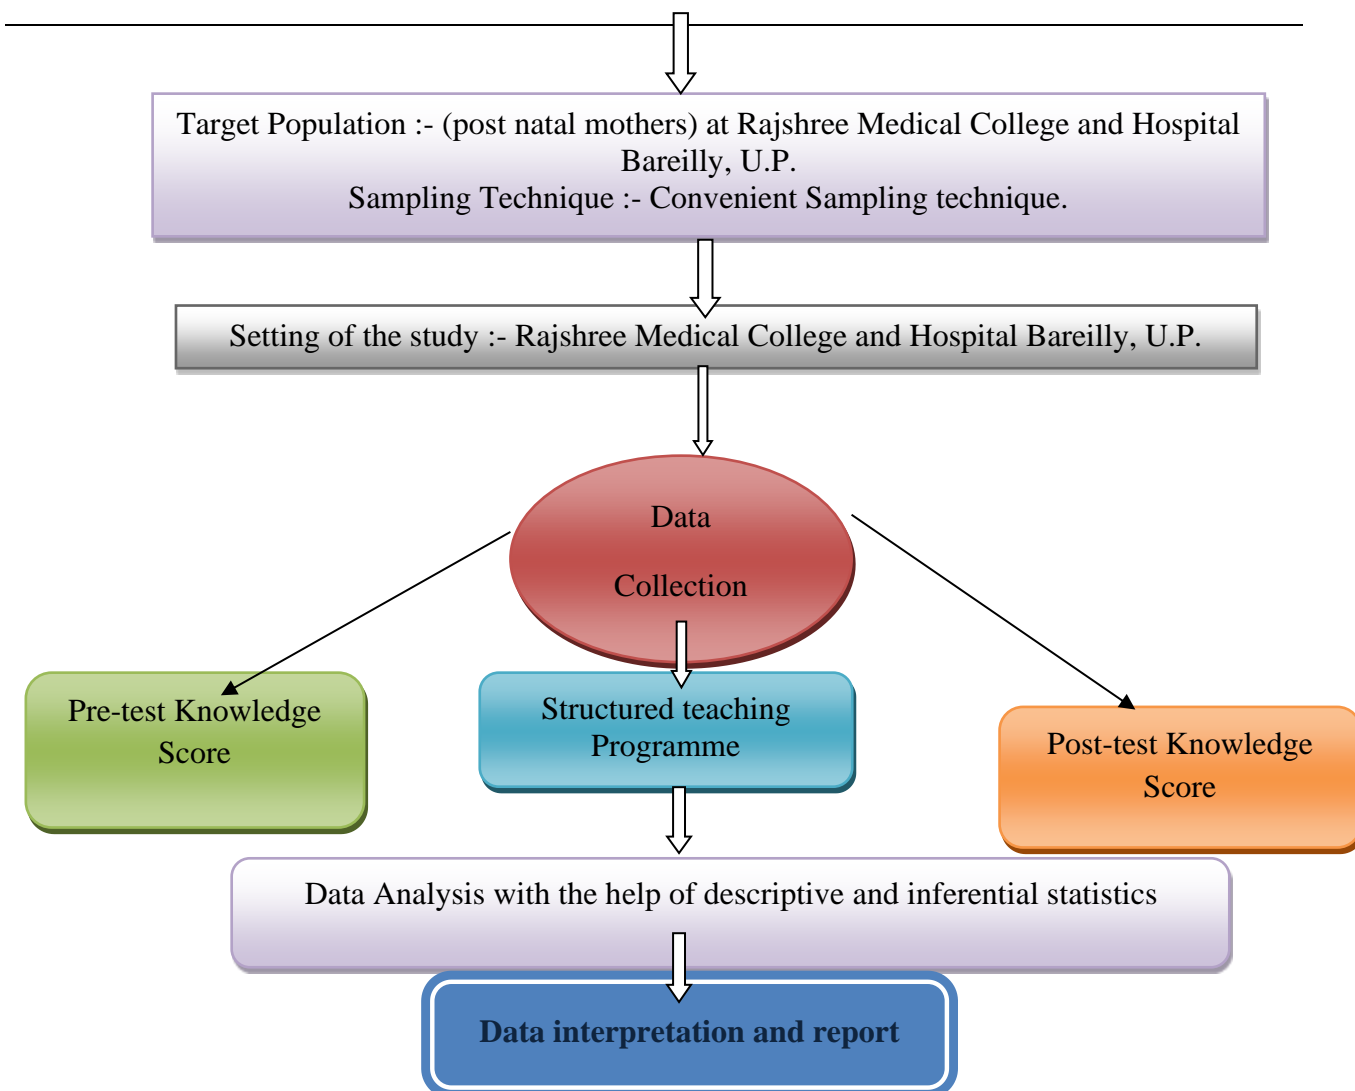 Target Population :- (post natal mothers) at Rajshree Medical College and Hospital
Bareilly, U.P.
Sampling Technique :- Convenient Sampling technique.
Setting of the study :- Rajshree Medical College and Hospital Bareilly, U.P.
Data
Collection
Pre-test Knowledge
Score
Structured teaching
Programme
Post-test Knowledge
Score
Data Analysis with the help of descriptive and inferential statistics
Data interpretation and report